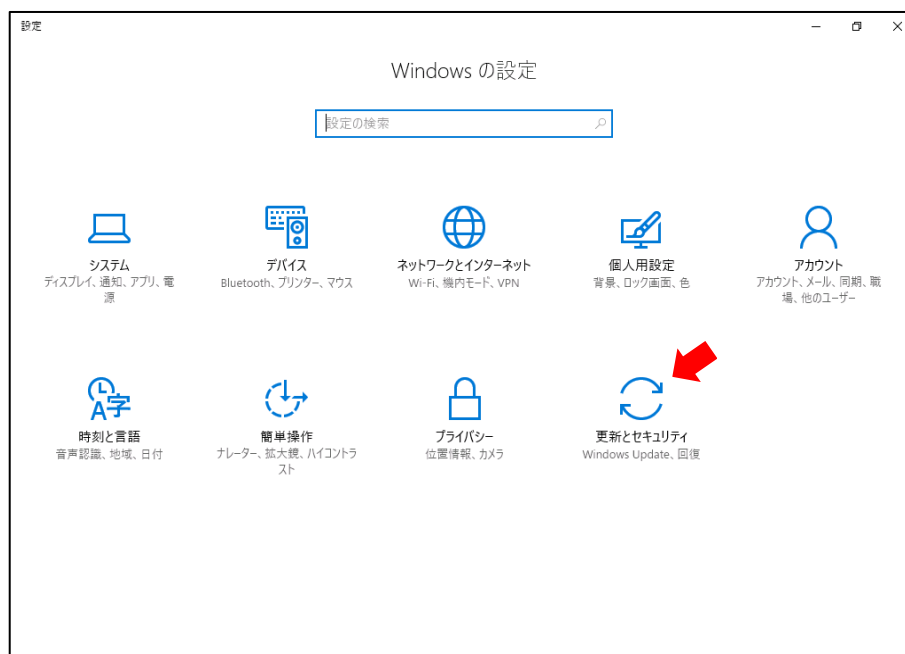 設定
Windows の設定
設定の検索
システム
ディスプレイ、通知、アプリ、電
源
デバイス
Bluetooth、プリンター、マウス
ネットワークとインターネット
Wi-Fi、機内モード、VPN
個人用設定
背景、ロック画面、色
アカウント
アカウント、メール、同期、職
場、他のユーザー
時刻と言語
音声認識、地域、日付
簡単操作
ナレーター、拡大鏡、ハイコントラ
スト
プライバシー
位置情報、カメラ
更新とセキュリティ
Windows Update、回復